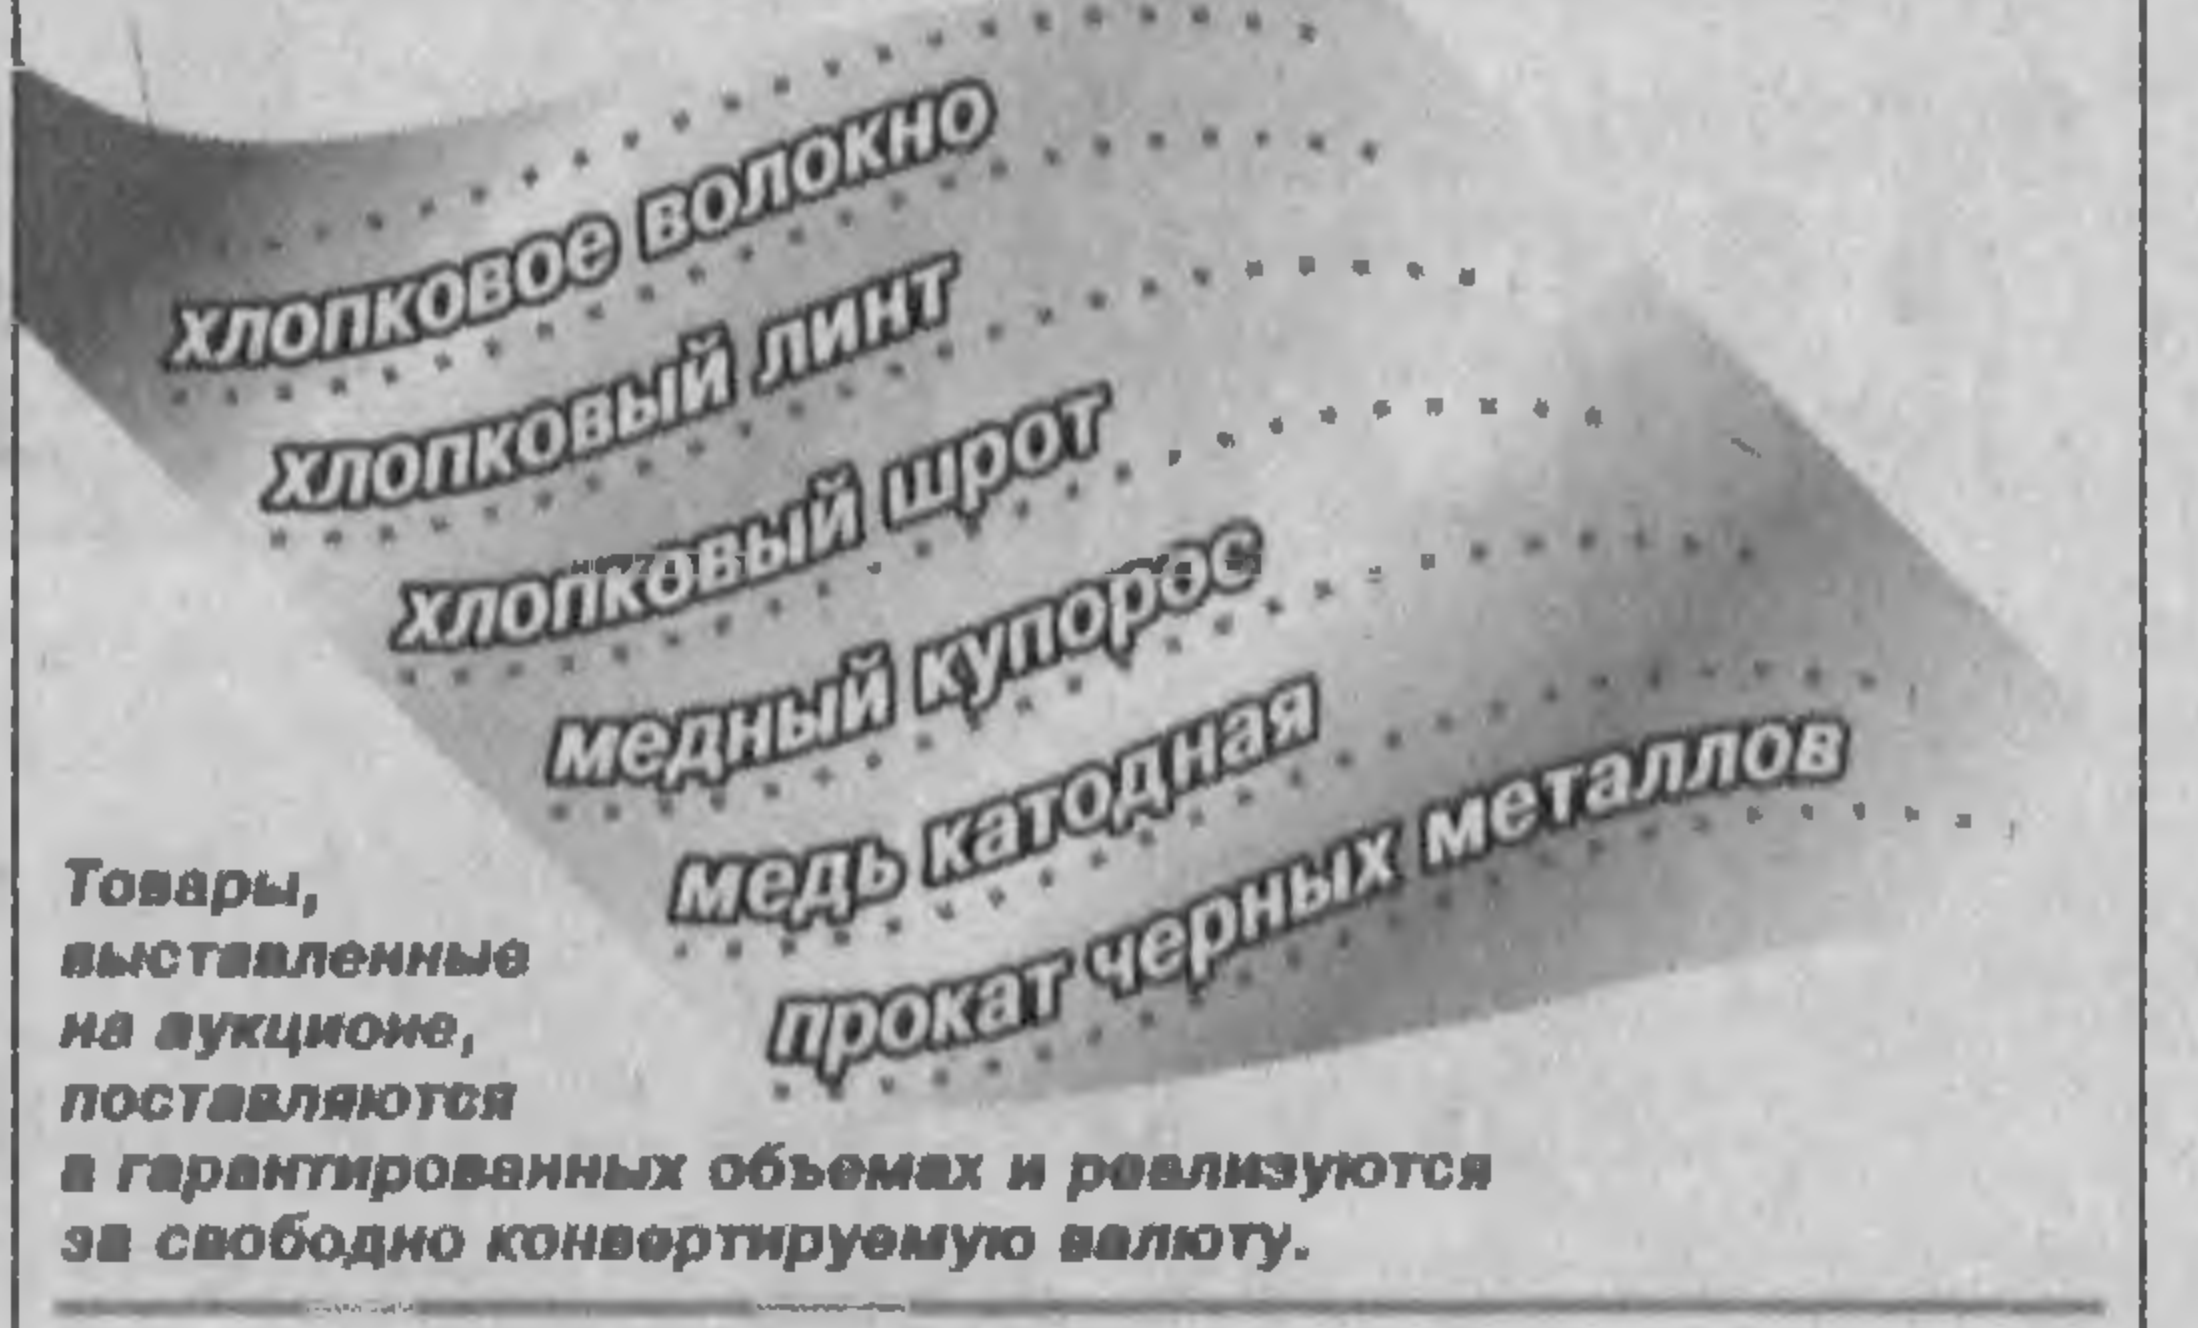 хлопковое волокно
хлопковый линт
хлопковый шрот
медный купорос
медь катодная
прокат черных металлов
Товары,
выставленные
на аукционе,
поставляются
в гарантированных объемах и реализуются
за свободно конвертируемую валюту.